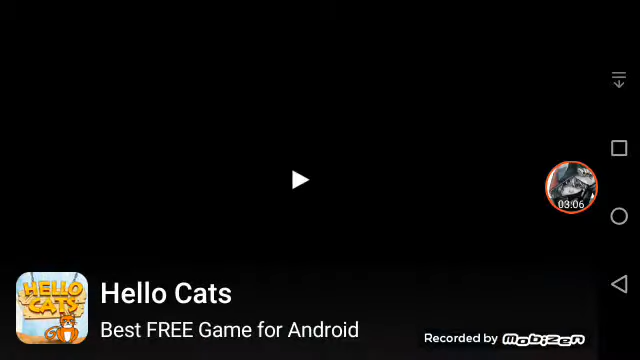 03:06
HELLO
CATS
Hello Cats
Best FREE Game for Android
Recorded by MOBIZEN